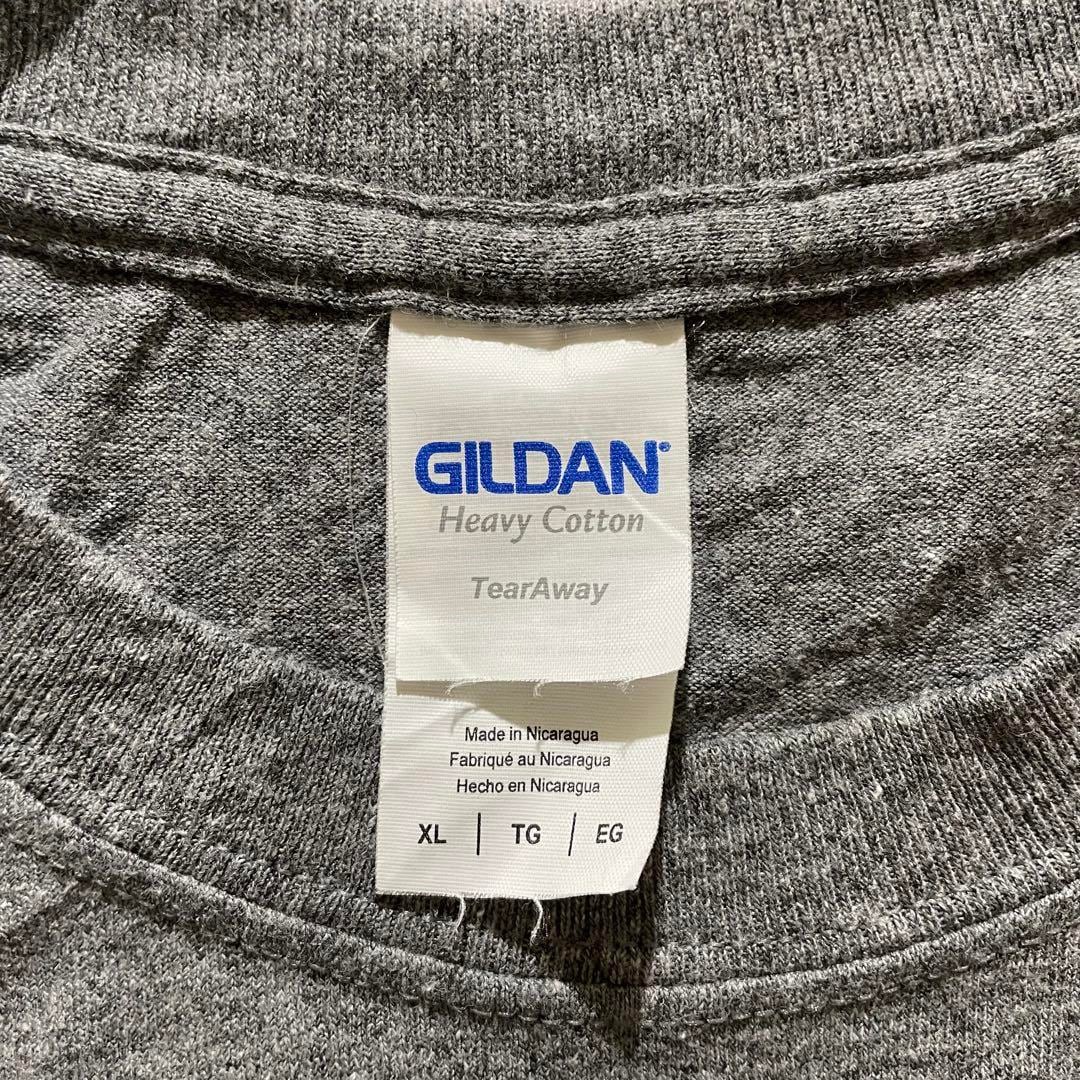 GILDAN®
Heavy Cotton
TearAway
Made in Nicaragua
Fabriqué au Nicaragua
Hecho en Nicaragua
XL | TG | EG